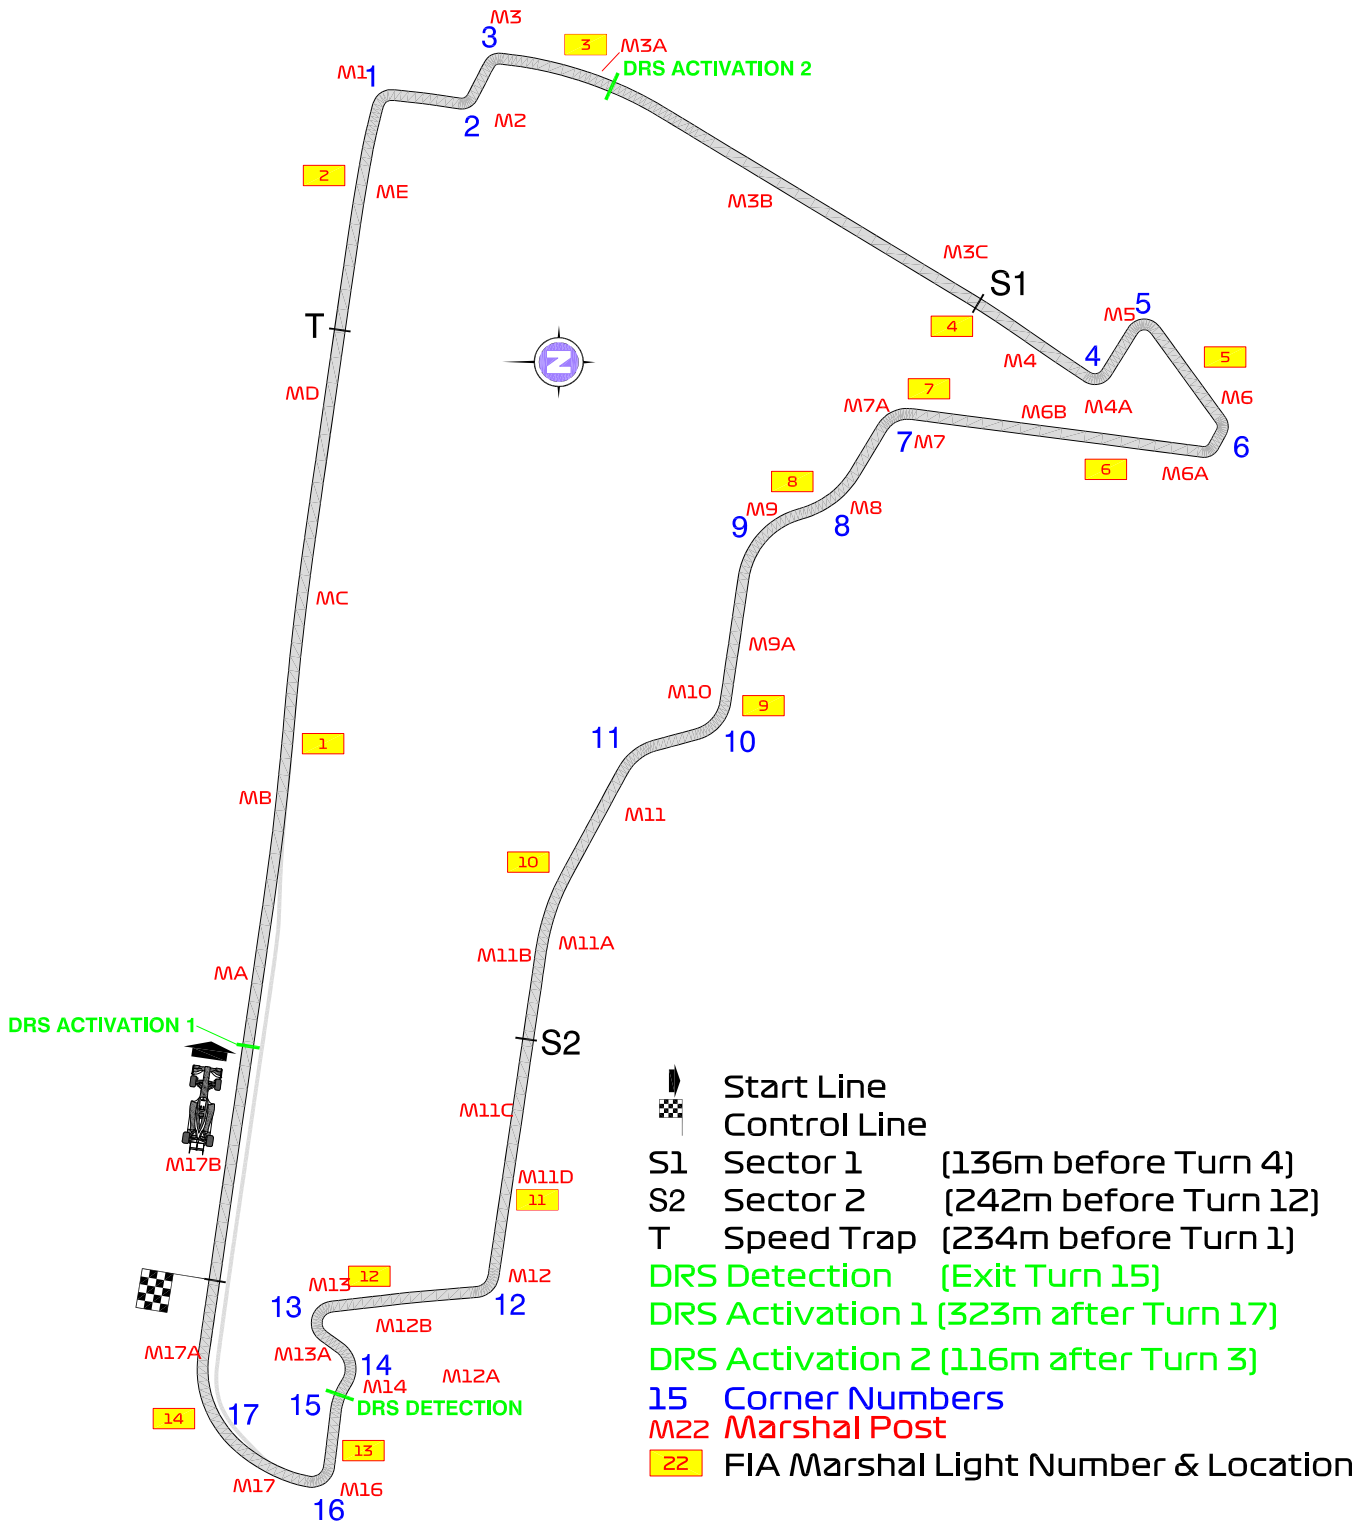 M3
3
3
M3A
DRS ACTIVATION 2
M1
1
2
M2
2
ME
M3B
M3C
S1
T
4
5
M5
4
5
M4
M4A
M6
MD
7
M7A
M6B
7
M7
6
6
M6A
N
8
M9
9
8
M8
MC
M9A
M10
9
10
11
1
MB
M11
10
M11A
M11B
MA
DRS ACTIVATION 1
S2
M11C
M17B
M11D
11
M12
12
12
M13
13
M12B
M17A
M13A
14
M12A
M14
15
DRS DETECTION
14
17
13
M17
M16
16
Start Line
Control Line
S1 Sector 1 (136m before Turn 4)
S2 Sector 2 (242m before Turn 12)
T Speed Trap (234m before Turn 1)
DRS Detection (Exit Turn 15)
DRS Activation 1 (323m after Turn 17)
DRS Activation 2 (116m after Turn 3)
15 Corner Numbers
M22 Marshal Post
22 FIA Marshal Light Number & Location